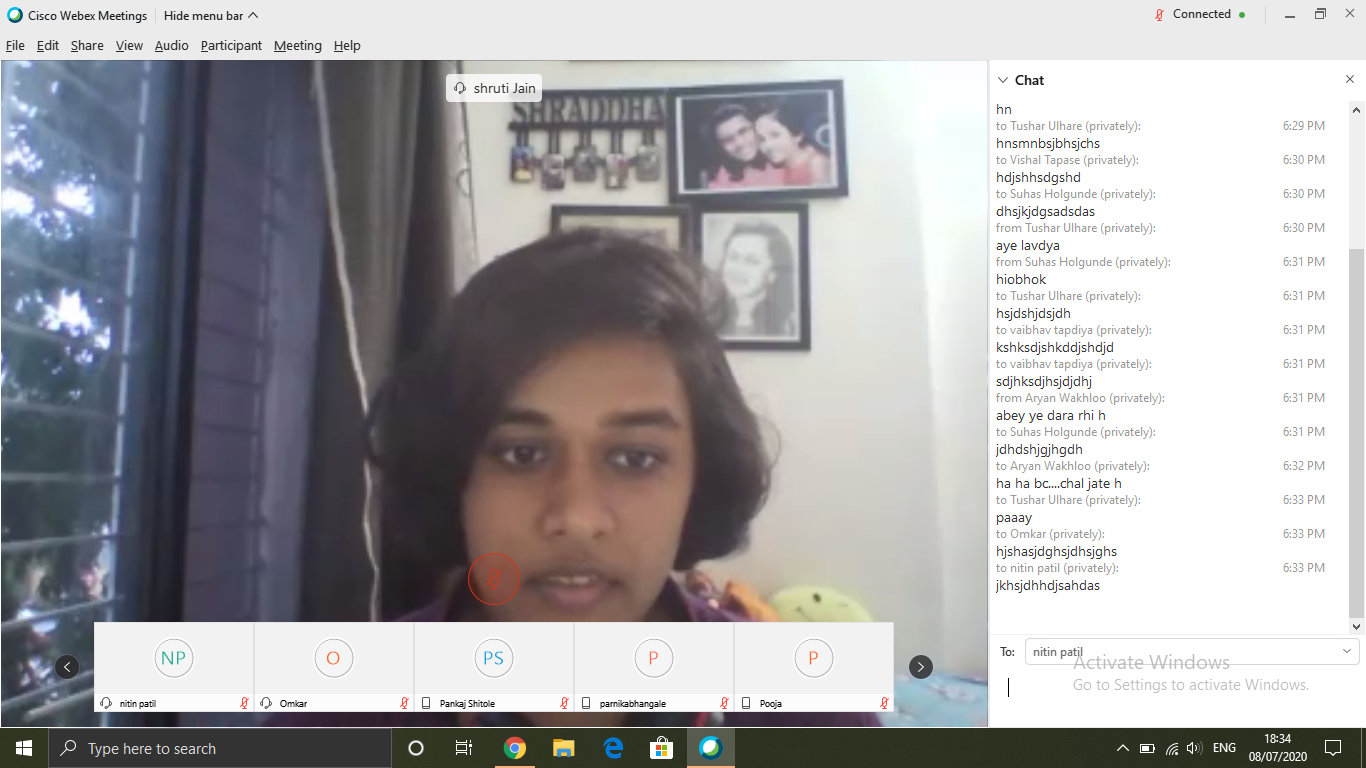 Cisco Webex Meetings
Hide menu bar
Connected
File Edit Share View Audio Participant Meeting Help
shruti Jain
SHRADDHA
Chat
hn
to Tushar Ulhare (privately): 6:29 PM
hnsmnbsjbhsjchs
to Vishal Tapase (privately): 6:30 PM
hdjshhsdgshd
to Suhas Holgunde (privately): 6:30 PM
dhsjkjdgsadsdas
from Tushar Ulhare (privately): 6:30 PM
aye lavdya
from Suhas Holgunde (privately): 6:31 PM
hiobhok
to Tushar Ulhare (privately): 6:31 PM
hsjdshjdsjdh
to vaibhav tapdiya (privately): 6:31 PM
kshksdjshkddjshdjd
to vaibhav tapdiya (privately): 6:31 PM
sdjhksdjhsjdjdhj
from Aryan Wakhloo (privately): 6:31 PM
abey ye dara rhi h
to Suhas Holgunde (privately): 6:31 PM
jdhdshjgjhgdh
to Aryan Wakhloo (privately): 6:32 PM
ha ha bc....chal jate h
to Tushar Ulhare (privately): 6:33 PM
paaay
to Omkar (privately): 6:33 PM
hjshasjdghsjdhsjghs
to nitin patil (privately): 6:33 PM
jkhsjdhhdjsahdas
To: nitin patil
Activate Windows
Go to Settings to activate Windows.
NP O PS P P
nitin patil Omkar Pankaj Shitole parnikabhangale Pooja
Type here to search
ENG
18:34
08/07/2020